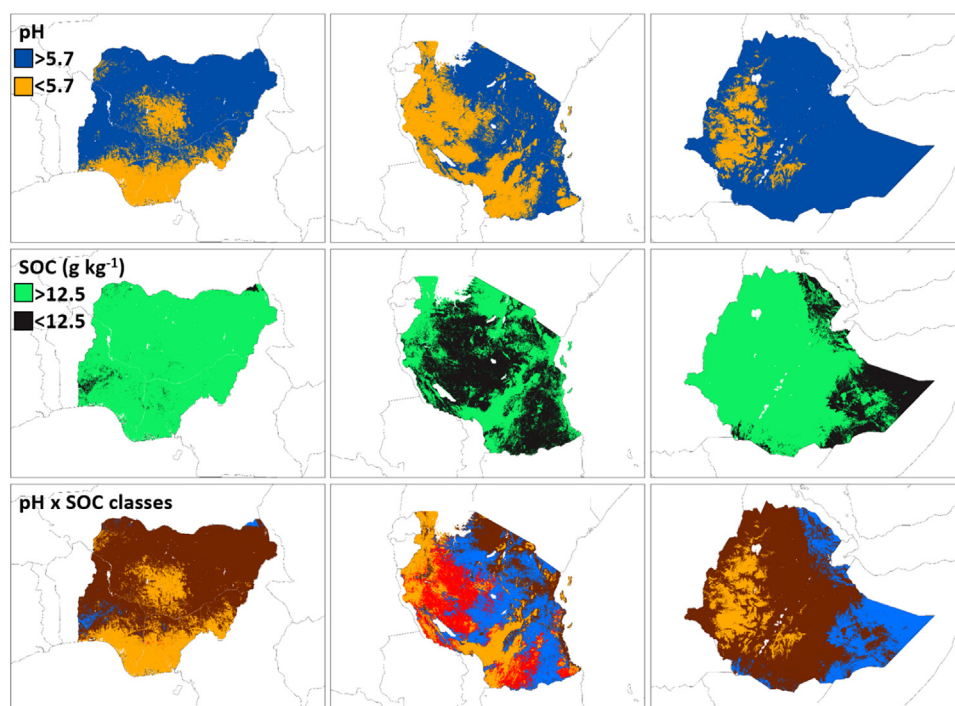 pH
>5.7
<5.7
SOC (g kg⁻¹)
>12.5
<12.5
pH x SOC classes